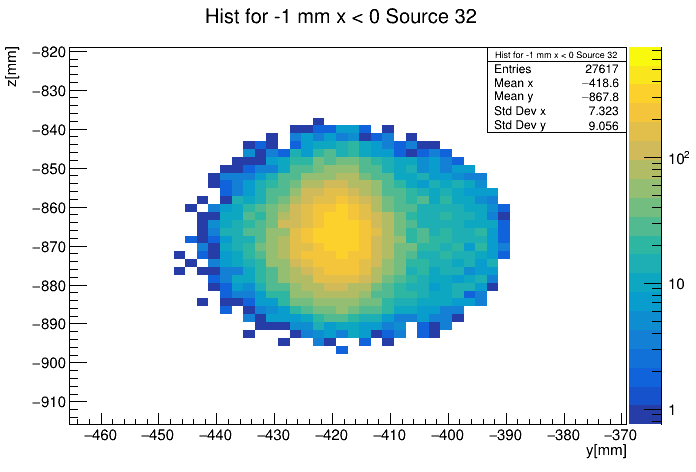 Hist for -1 mm x < 0 Source 32
z[mm]
−820
−830
−840
−850
−860
−870
−880
−890
−900
−910
Hist for -1 mm x < 0 Source 32
Entries 27617
Mean x −418.6
Mean y −867.8
Std Dev x 7.323
Std Dev y 9.056
10²
10
1
−460 −450 −440 −430 −420 −410 −400 −390 −380 −370
y[mm]